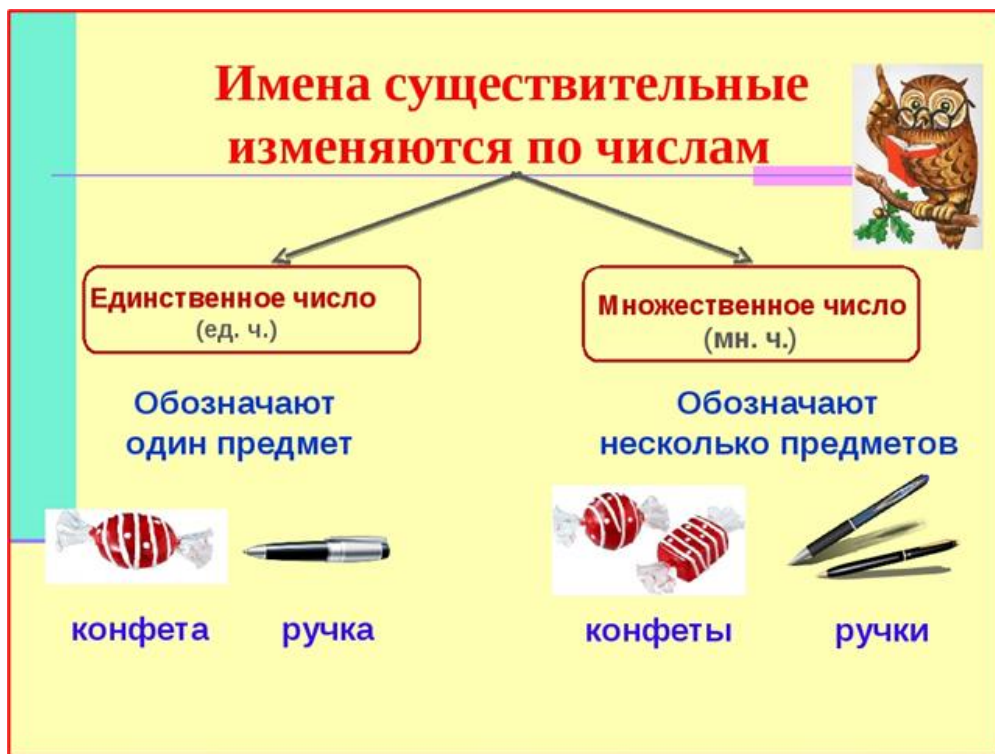 Имена существительные
изменяются по числам
Единственное число
(ед. ч.)
Множественное число
(мн. ч.)
Обозначают
один предмет
Обозначают
несколько предметов
конфета
ручка
конфеты
ручки